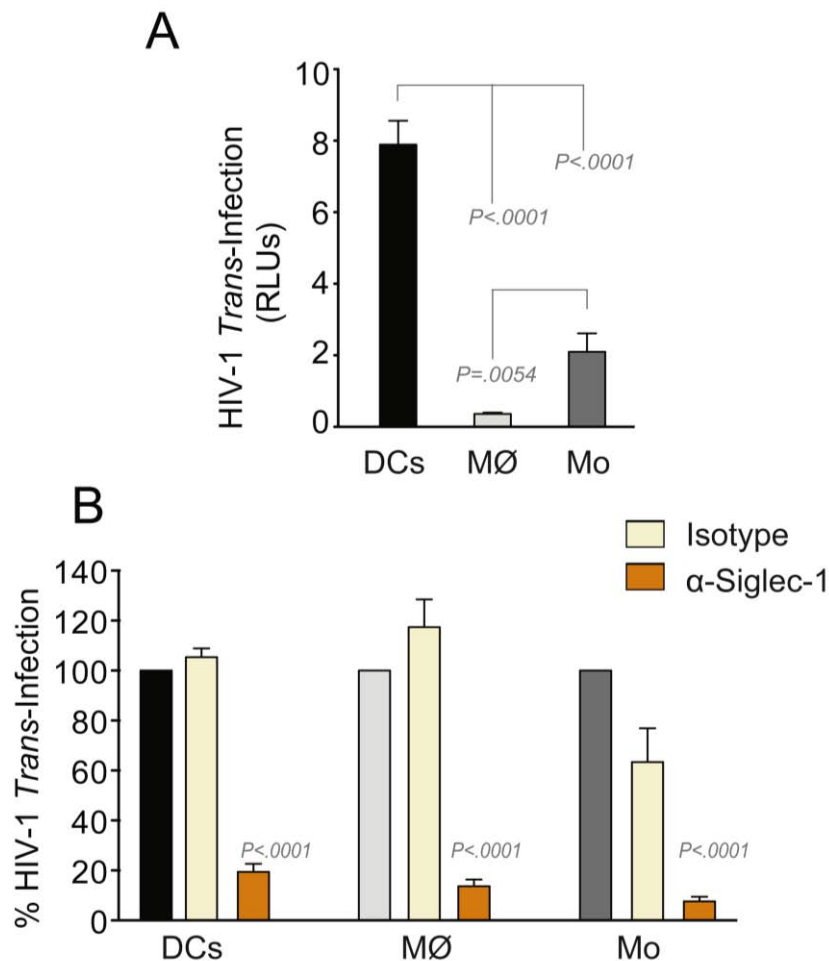 A
HIV-1 Trans-Infection
(RLUs)
10
8
6
4
2
0
P<.0001
P<.0001
P=.0054
DCs MØ Mo
B
Isotype
α-Siglec-1
% HIV-1 Trans-Infection
140
120
100
80
60
40
20
0
P<.0001 P<.0001 P<.0001
DCs MØ Mo